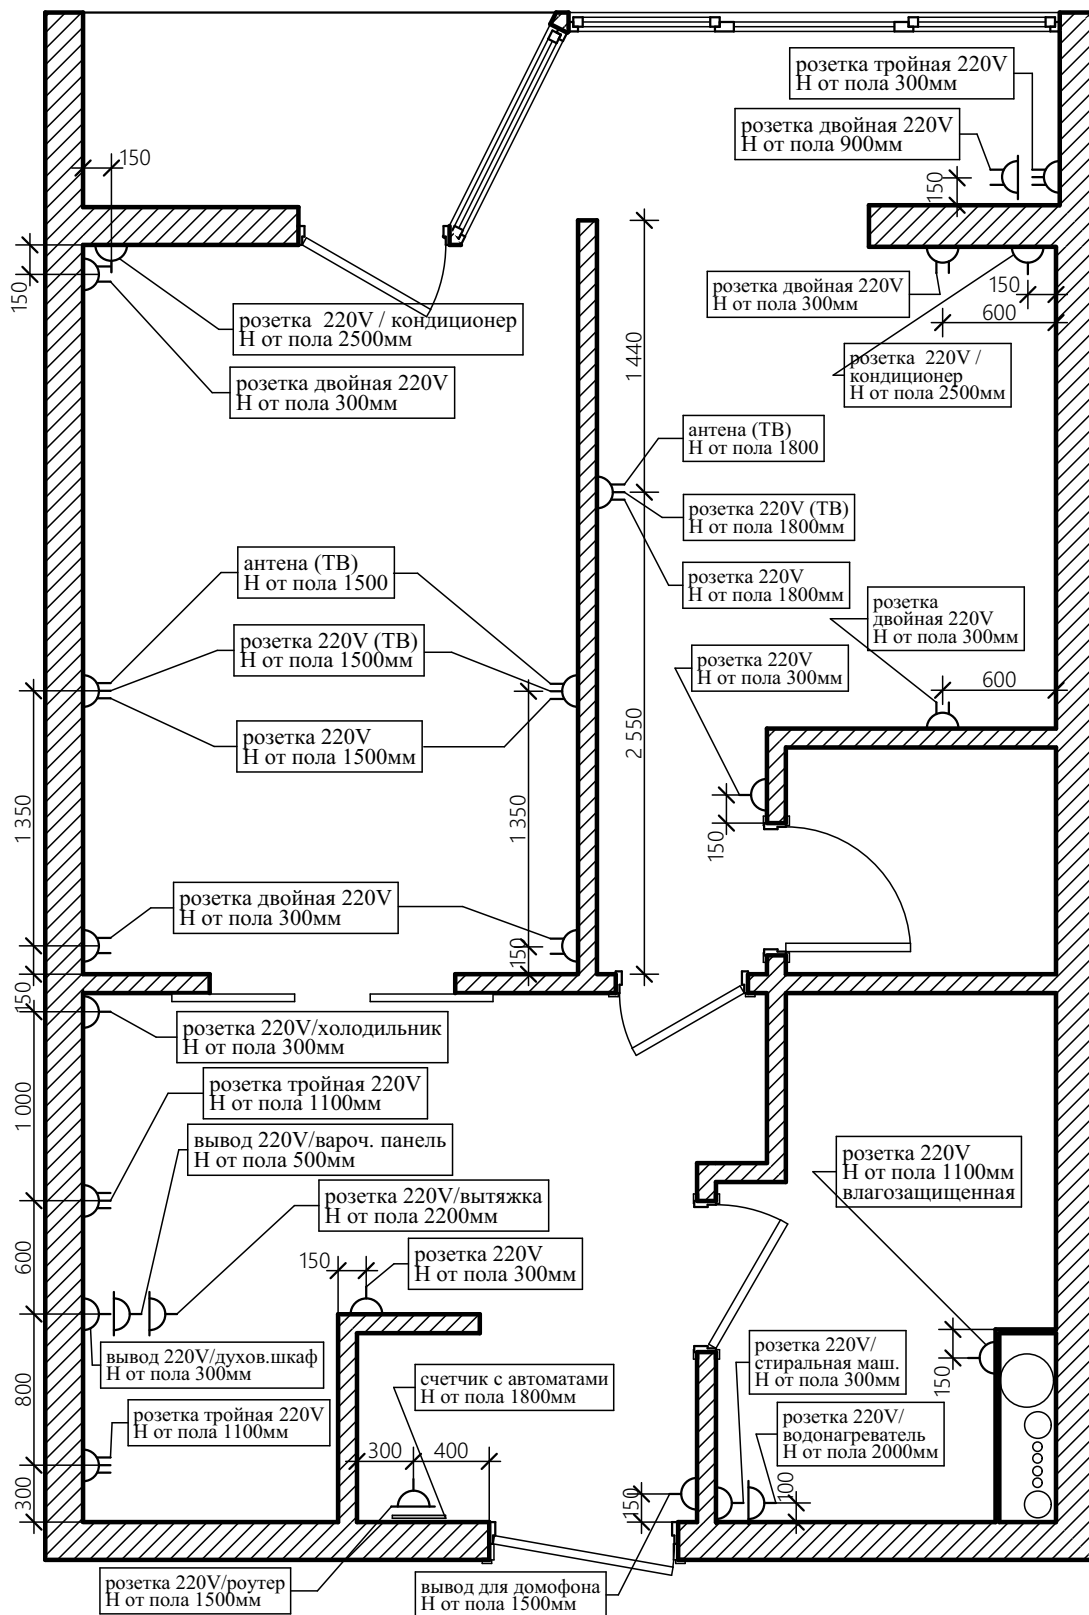 розетка тройная 220V
Н от пола 300мм
розетка двойная 220V
Н от пола 900мм
150
150
150
розетка двойная 220V
Н от пола 300мм
150
600
розетка 220V / кондиционер
Н от пола 2500мм
розетка 220V /
кондиционер
Н от пола 2500мм
розетка двойная 220V
Н от пола 300мм
1 440
антена (ТВ)
Н от пола 1800
розетка 220V (ТВ)
Н от пола 1800мм
розетка 220V
Н от пола 1800мм
антена (ТВ)
Н от пола 1500
розетка 220V (ТВ)
Н от пола 1500мм
розетка 220V
Н от пола 1500мм
розетка
двойная 220V
Н от пола 300мм
розетка 220V
Н от пола 300мм
600
2 550
1 350
1 350
150
розетка двойная 220V
Н от пола 300мм
150
150
розетка 220V/холодильник
Н от пола 300мм
1 000
розетка тройная 220V
Н от пола 1100мм
вывод 220V/вароч. панель
Н от пола 500мм
розетка 220V/вытяжка
Н от пола 2200мм
розетка 220V
Н от пола 1100мм
влагозащищенная
600
150
розетка 220V
Н от пола 300мм
вывод 220V/духов.шкаф
Н от пола 300мм
розетка 220V/
стиральная маш.
Н от пола 300мм
150
счетчик с автоматами
Н от пола 1800мм
800
розетка тройная 220V
Н от пола 1100мм
розетка 220V/
водонагреватель
Н от пола 2000мм
300
400
300
150
100
розетка 220V/роутер
Н от пола 1500мм
вывод для домофона
Н от пола 1500мм